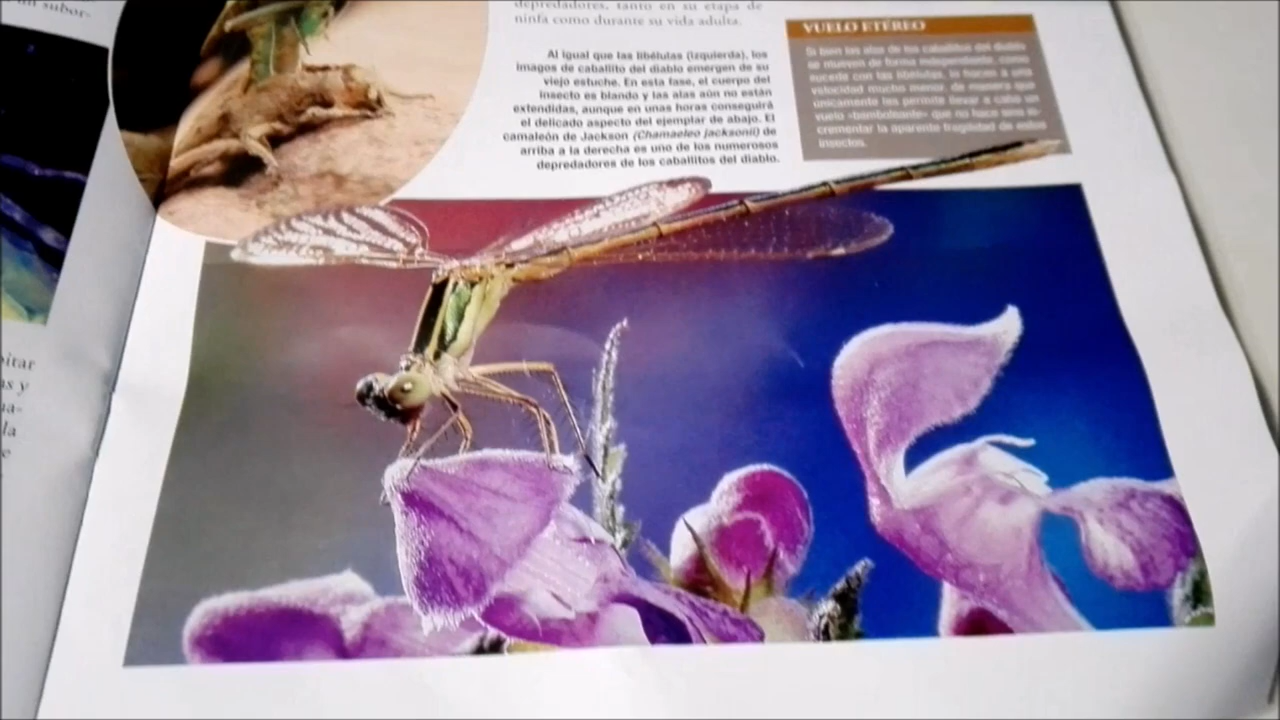 n subor-
depredadores, tanto en su etapa de
ninfa como durante su vida adulta.
Al igual que las libélulas (izquierda), los
imagos de caballito del diablo emergen de su
viejo estuche. En esta fase, el cuerpo del
insecto es blando y las alas aún no están
extendidas, aunque en unas horas conseguirá
el delicado aspecto del ejemplar de abajo. El
camaleón de Jackson (Chamaeleo jacksonii) de
arriba a la derecha es uno de los numerosos
depredadores de los caballitos del diablo.
VUELO ETÉREO
Si bien las alas de los caballitos del diablo
se mueven de forma independiente, como
sucede con las libélulas, lo hacen a una
velocidad mucho menor, de manera que
únicamente les permite llevar a cabo un
vuelo «bamboleante» que no hace sino in-
crementar la aparente fragilidad de estos
insectos.
itar
as y
ua-
la
e